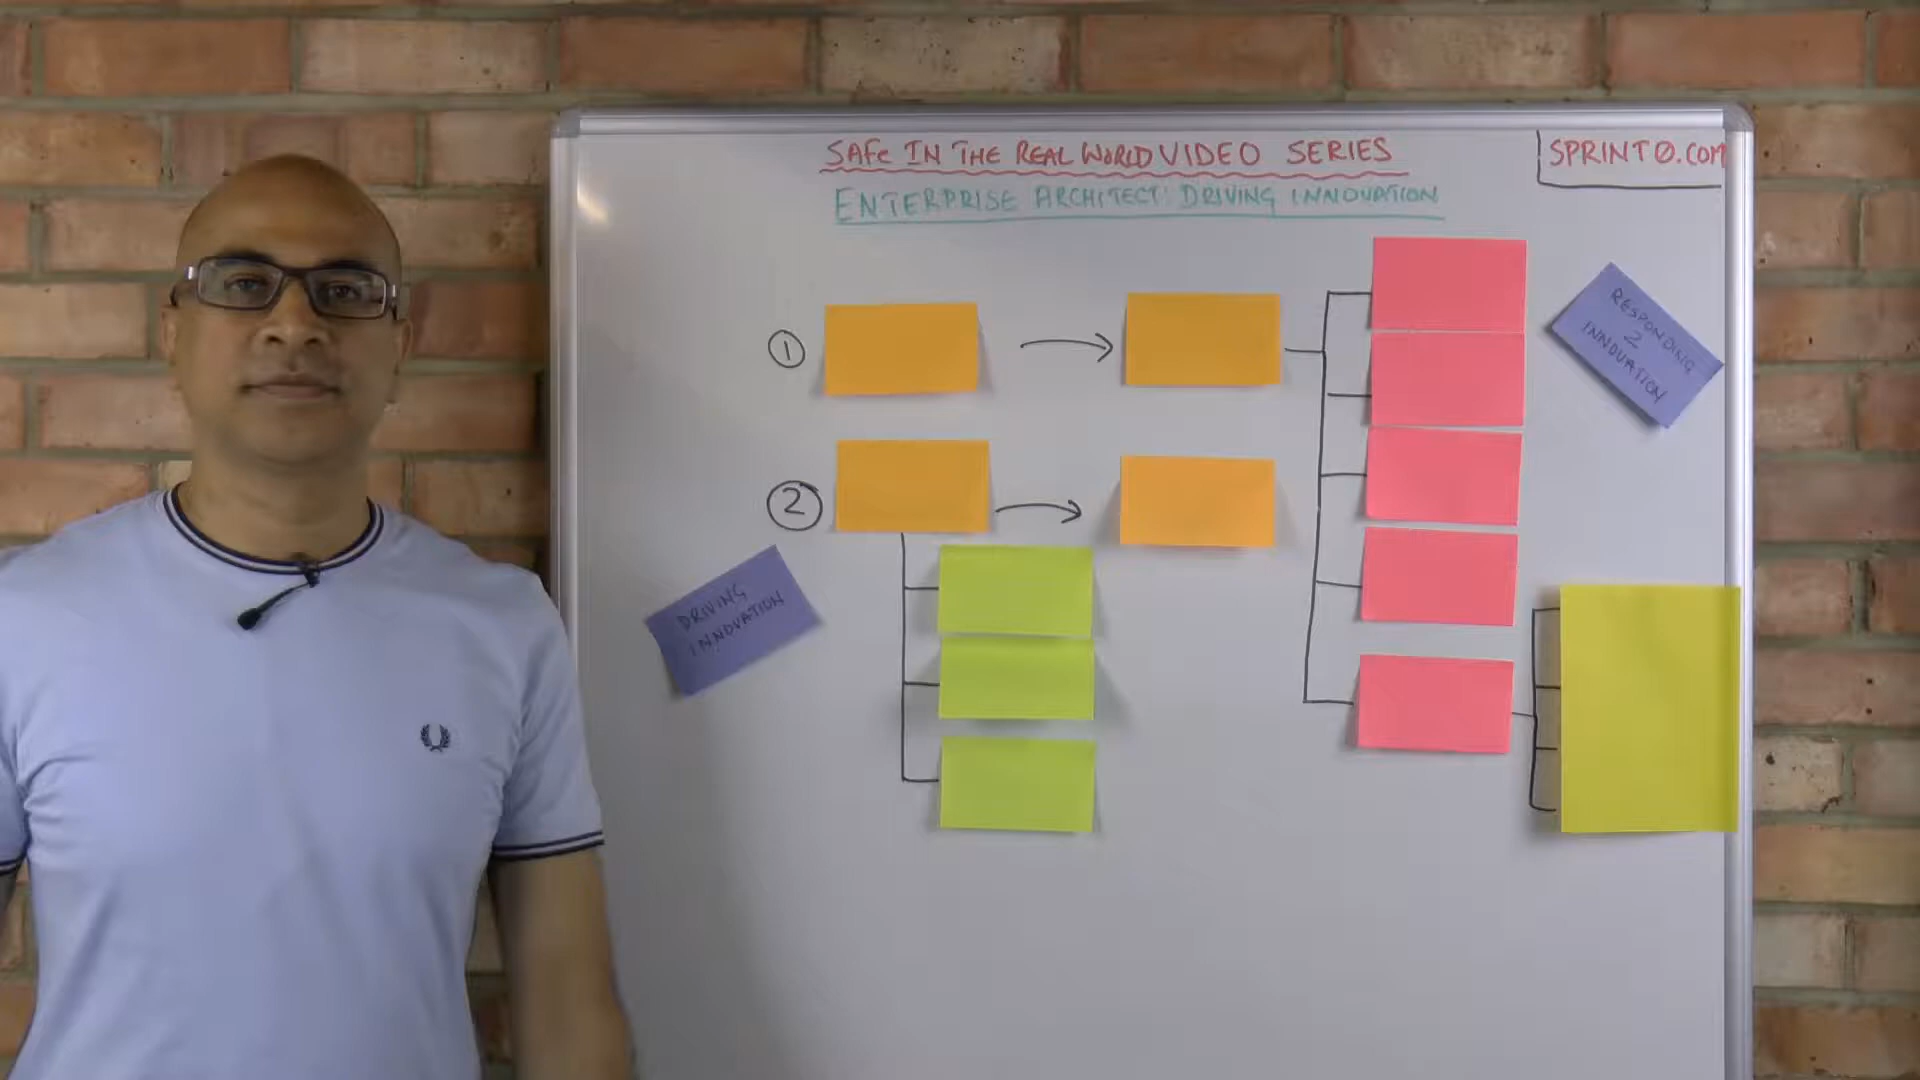 SAFe IN THE REAL WORLD VIDEO SERIES
SPRINT0.COM
ENTERPRISE ARCHITECT: DRIVING INNOVATION
1
2
RESPONDING
2
INNOVATION
DRIVING
INNOVATION